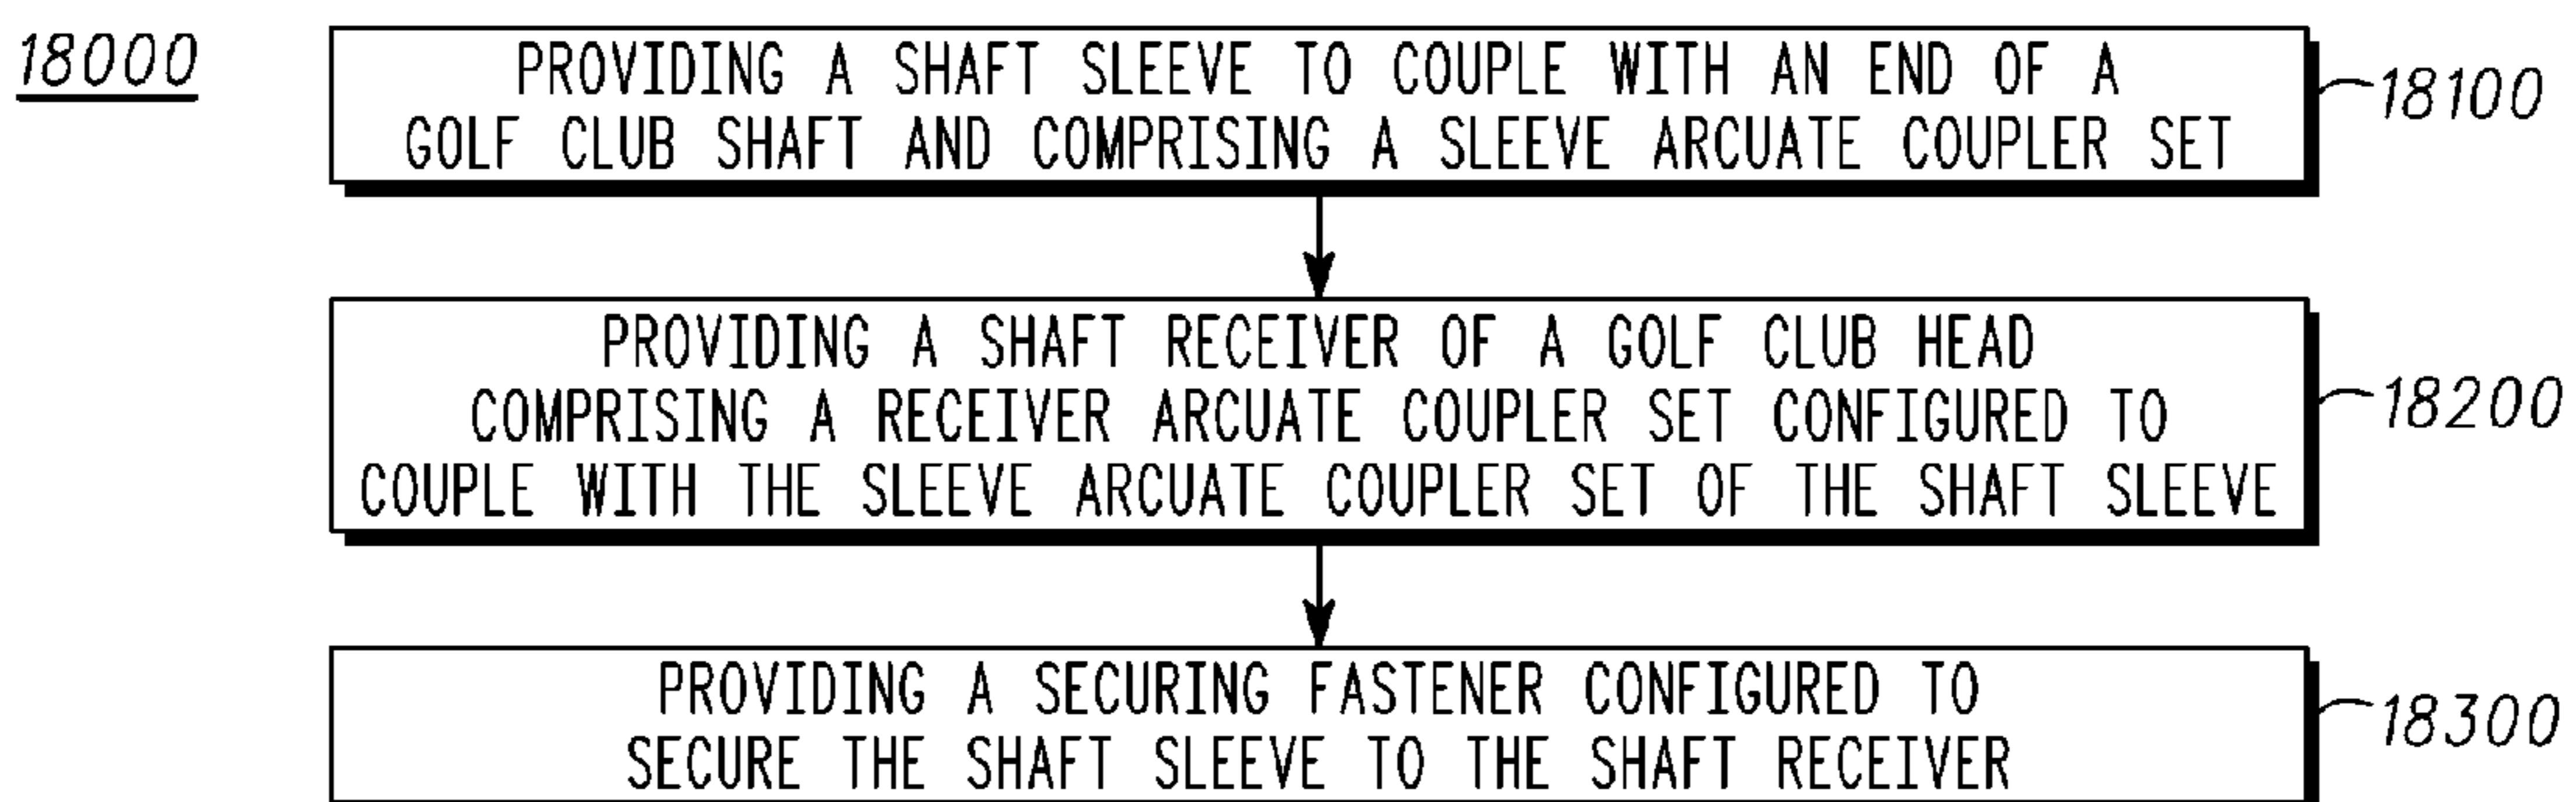 18000
PROVIDING A SHAFT SLEEVE TO COUPLE WITH AN END OF A
GOLF CLUB SHAFT AND COMPRISING A SLEEVE ARCUATE COUPLER SET
18100
PROVIDING A SHAFT RECEIVER OF A GOLF CLUB HEAD
COMPRISING A RECEIVER ARCUATE COUPLER SET CONFIGURED TO
COUPLE WITH THE SLEEVE ARCUATE COUPLER SET OF THE SHAFT SLEEVE
18200
PROVIDING A SECURING FASTENER CONFIGURED TO
SECURE THE SHAFT SLEEVE TO THE SHAFT RECEIVER
18300